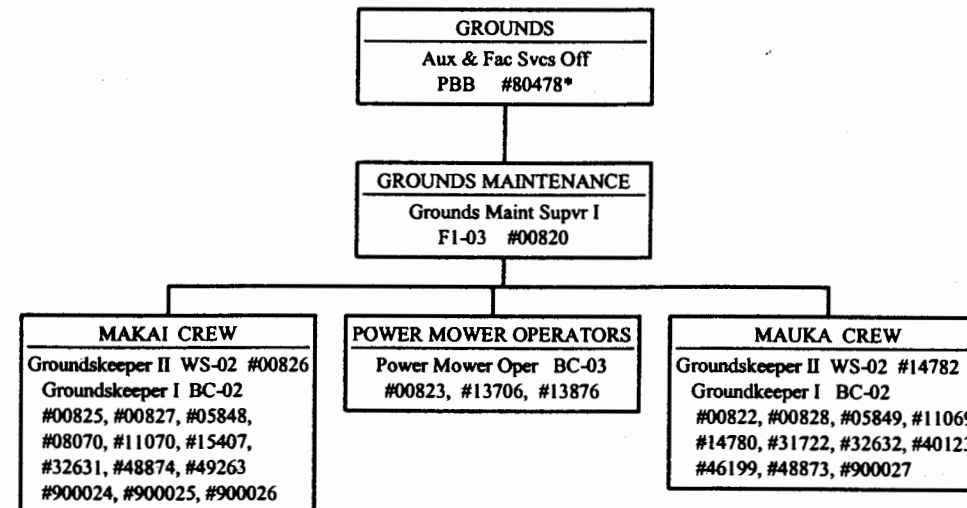 GROUNDS
Aux & Fac Svcs Off
PBB #80478*
GROUNDS MAINTENANCE
Grounds Maint Supvr I
F1-03 #00820
MAKAI CREW
Groundskeeper II WS-02 #00826
Groundskeeper I BC-02
#00825, #00827, #05848,
#08070, #11070, #15407,
#32631, #48874, #49263
#900024, #900025, #900026
POWER MOWER OPERATORS
Power Mower Oper BC-03
#00823, #13706, #13876
MAUKA CREW
Groundskeeper II WS-02 #14782
Groundkeeper I BC-02
#00822, #00828, #05849, #11069
#14780, #31722, #32632, #40123
#46199, #48873, #900027